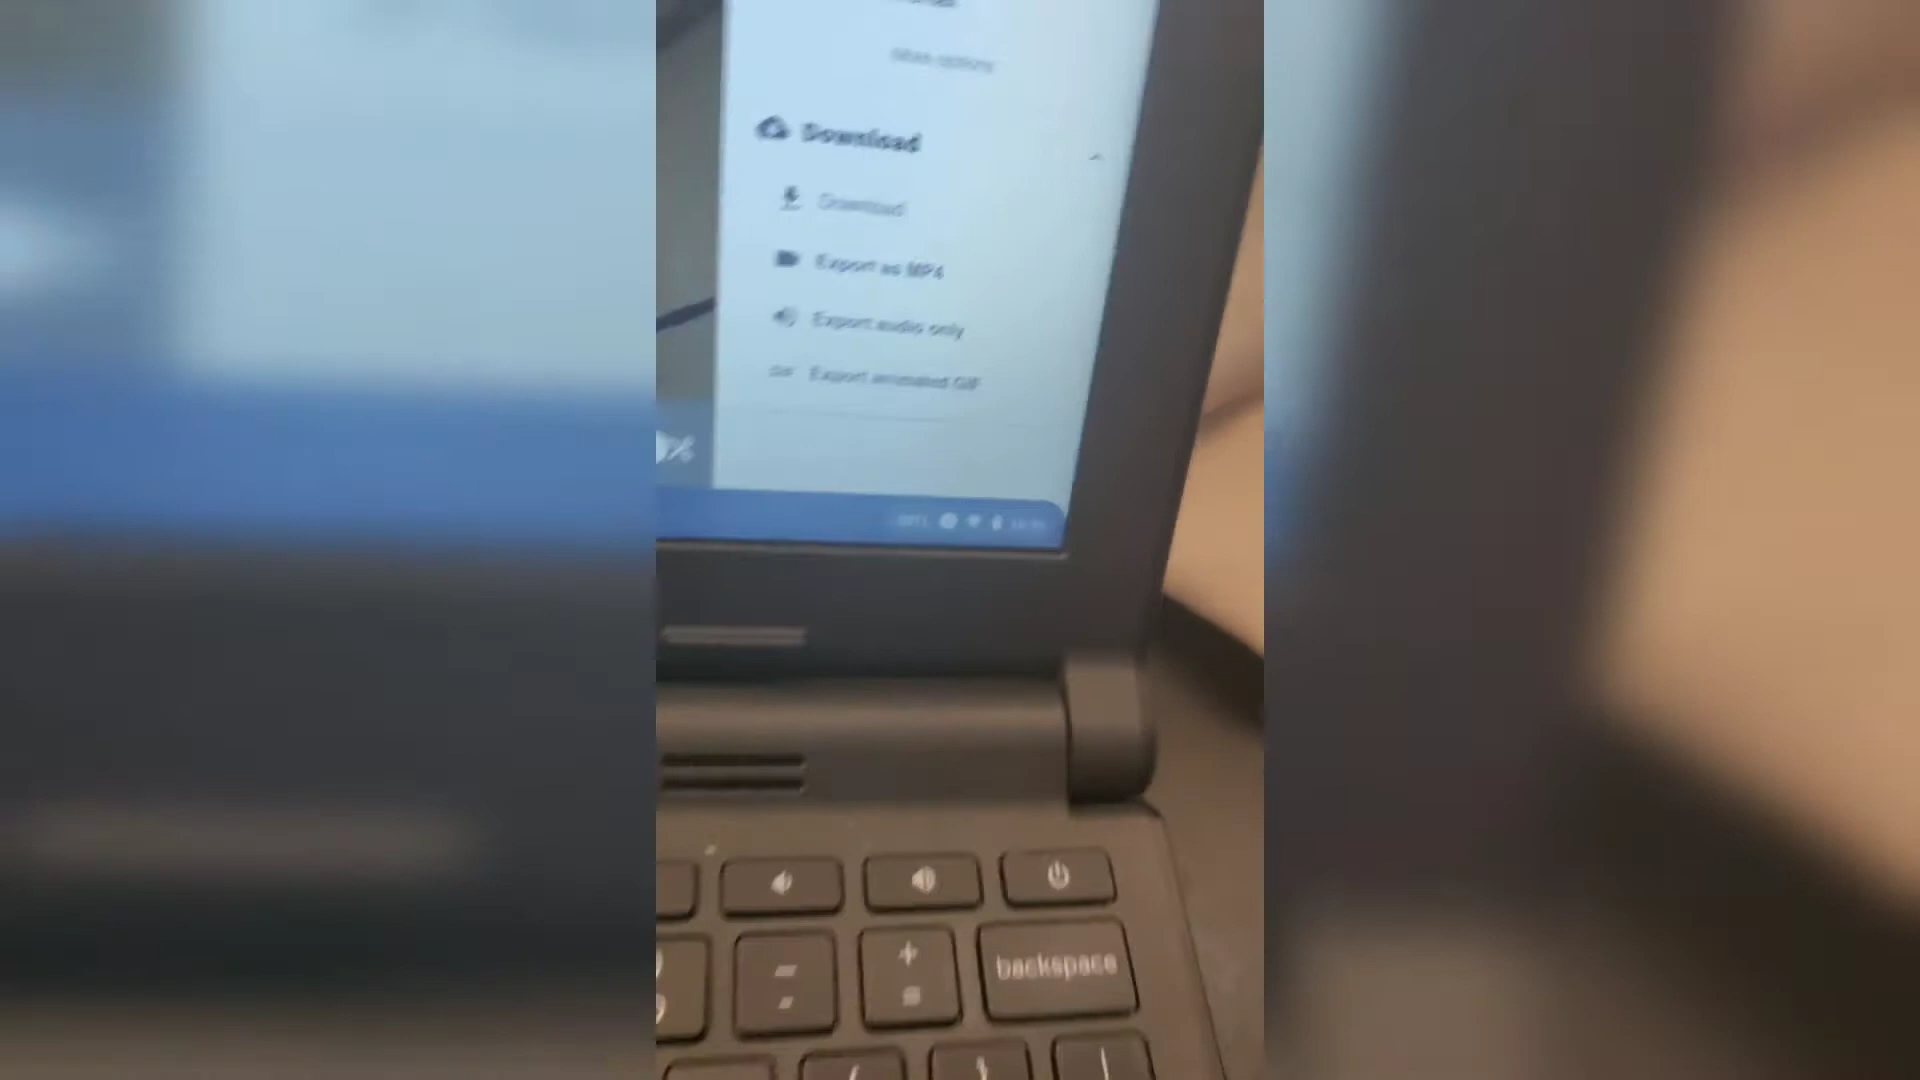 Download
Download
Export as MP4
Export audio only
Export animated GIF
backspace